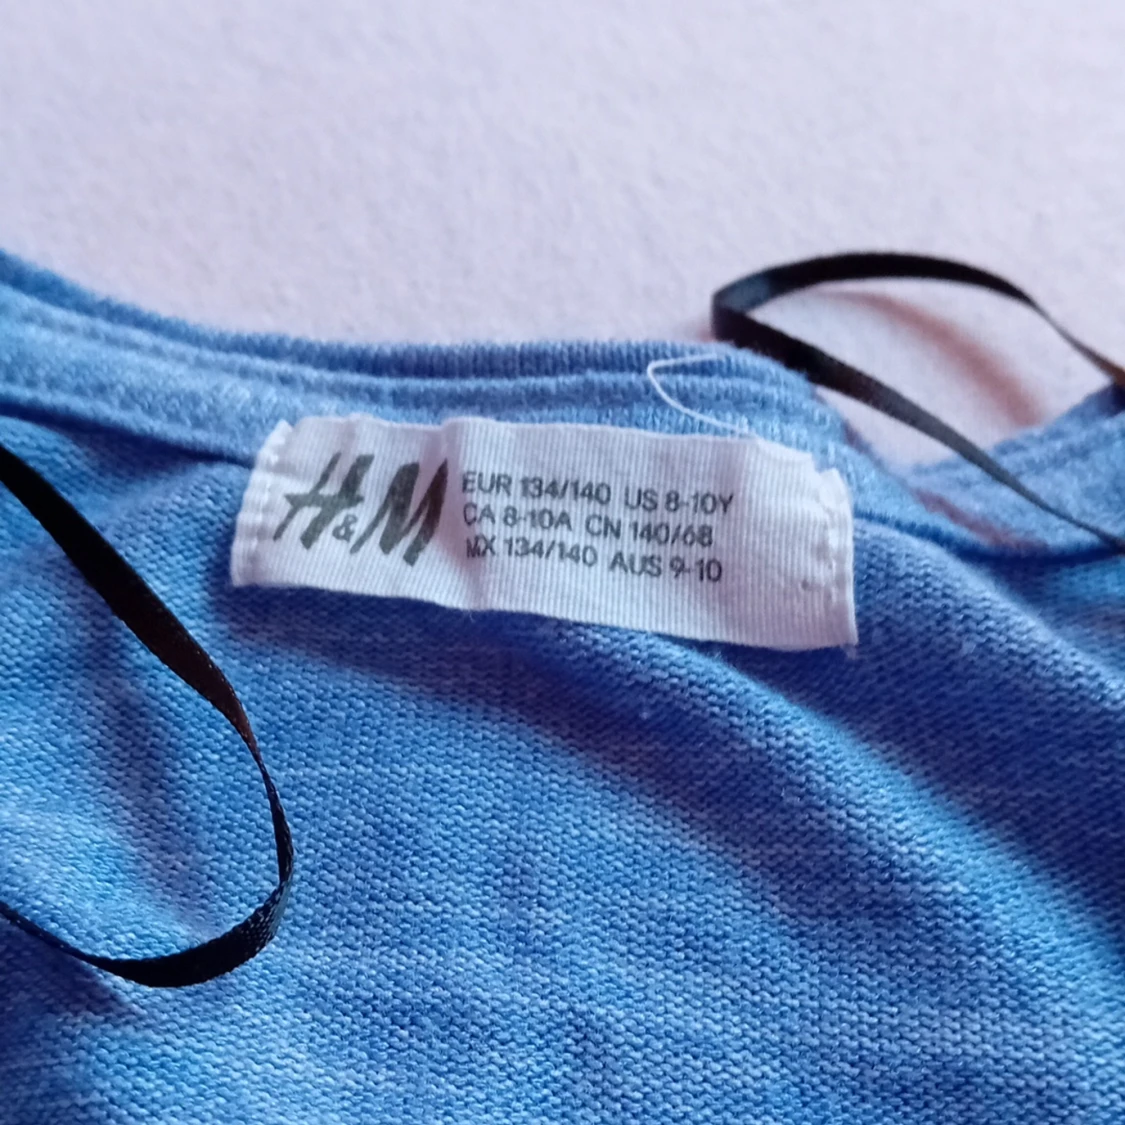 H&M
EUR 134/140 US 8-10Y
CA 8-10A CN 140/68
MX 134/140 AUS 9-10